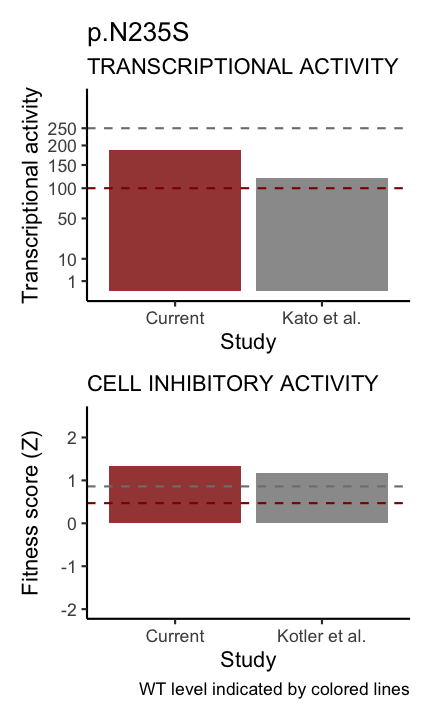 p.N235S
TRANSCRIPTIONAL ACTIVITY
Transcriptional activity
250
200
150
100
50
10
1
Current
Kato et al.
Study
CELL INHIBITORY ACTIVITY
Fitness score (Z)
2
1
0
-1
-2
Current
Kotler et al.
Study
WT level indicated by colored lines